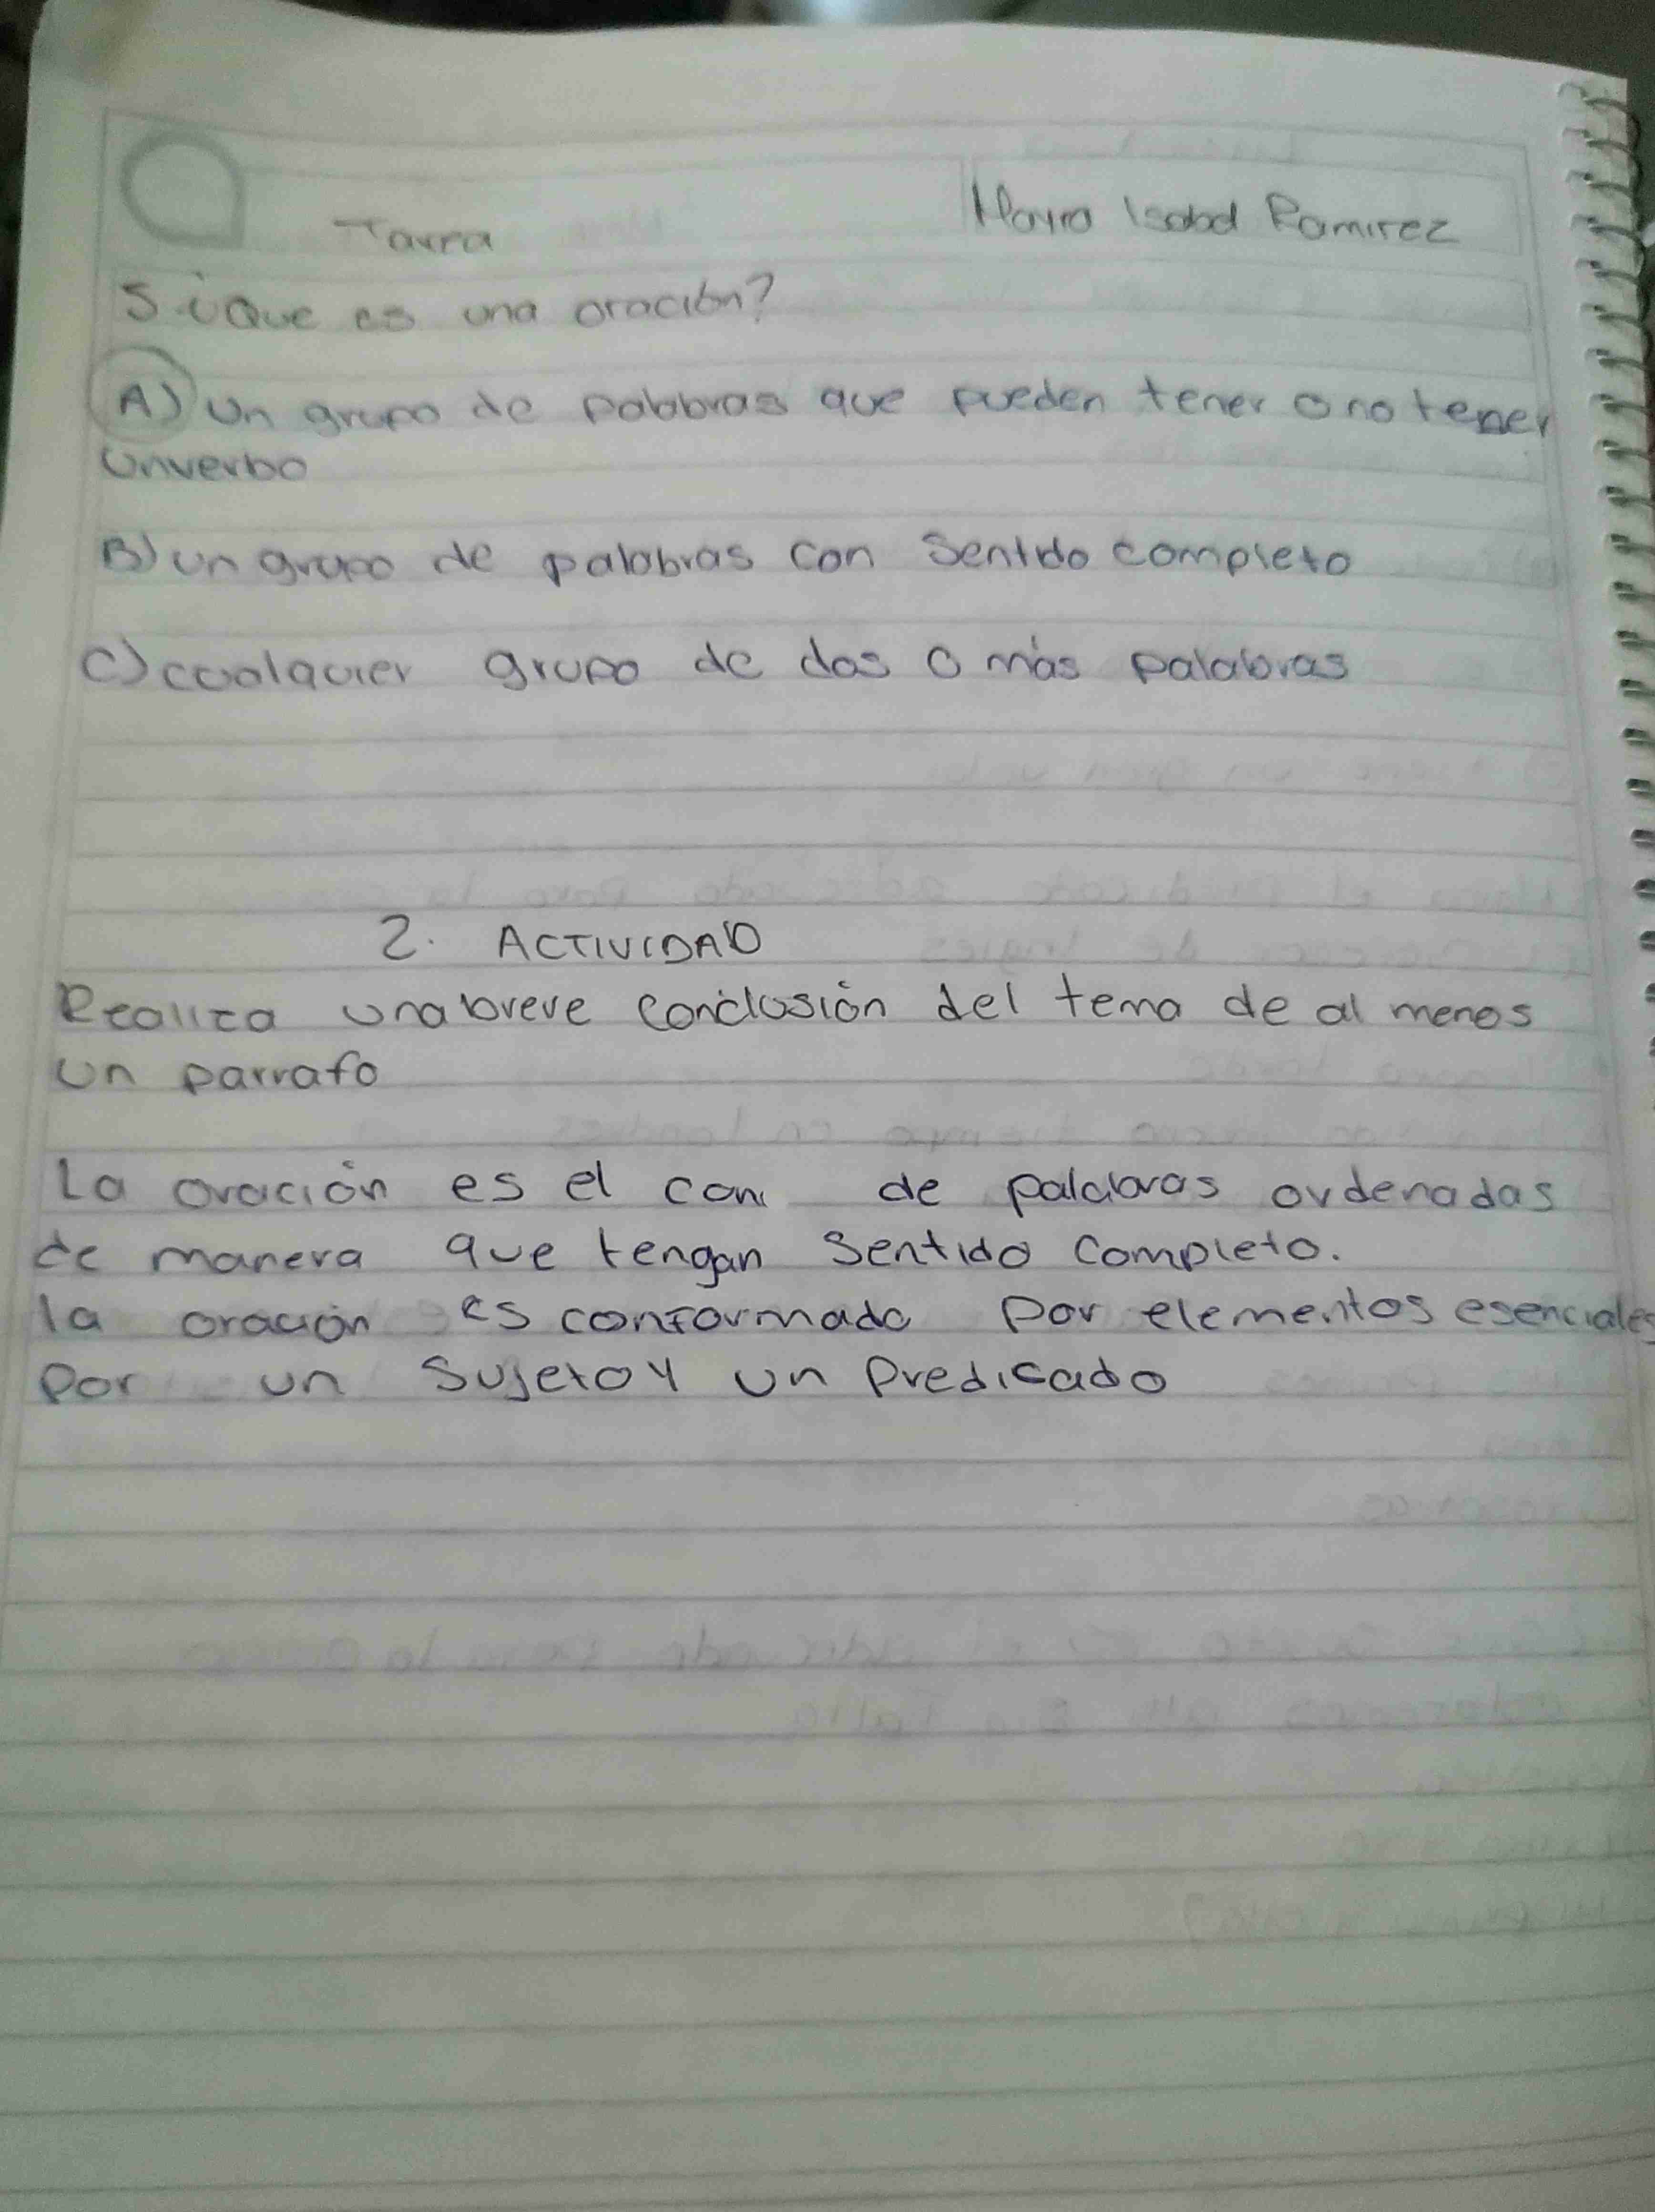 Tarea
Mayra Isabel Ramirez
5. ¿Que es una oración?
A) Un grupo de palabras que pueden tener o no tener
un verbo
B) un grupo de palabras con sentido completo
C) cualquier grupo de dos o más palabras
2. ACTIVIDAD
Realiza una breve conclusión del tema de al menos
un parrafo
La oración es el con de palabras ordenadas
de manera que tengan sentido completo.
la oración es conformada por elementos esenciales
por un sujeto y un predicado